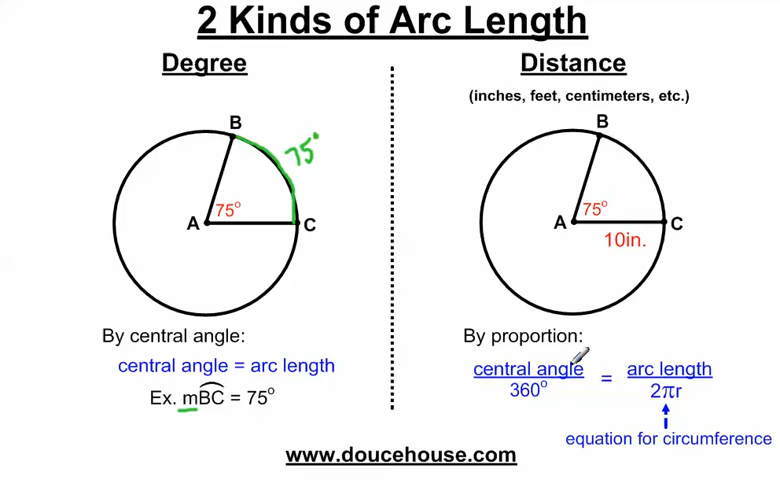 2 Kinds of Arc Length
Degree
B
75°
75°
A
C
By central angle:
central angle = arc length
Ex. mBC = 75°
Distance
(inches, feet, centimeters, etc.)
B
75°
A
C
10in.
By proportion:
central angle = arc length
360° 2πr
equation for circumference
www.doucehouse.com